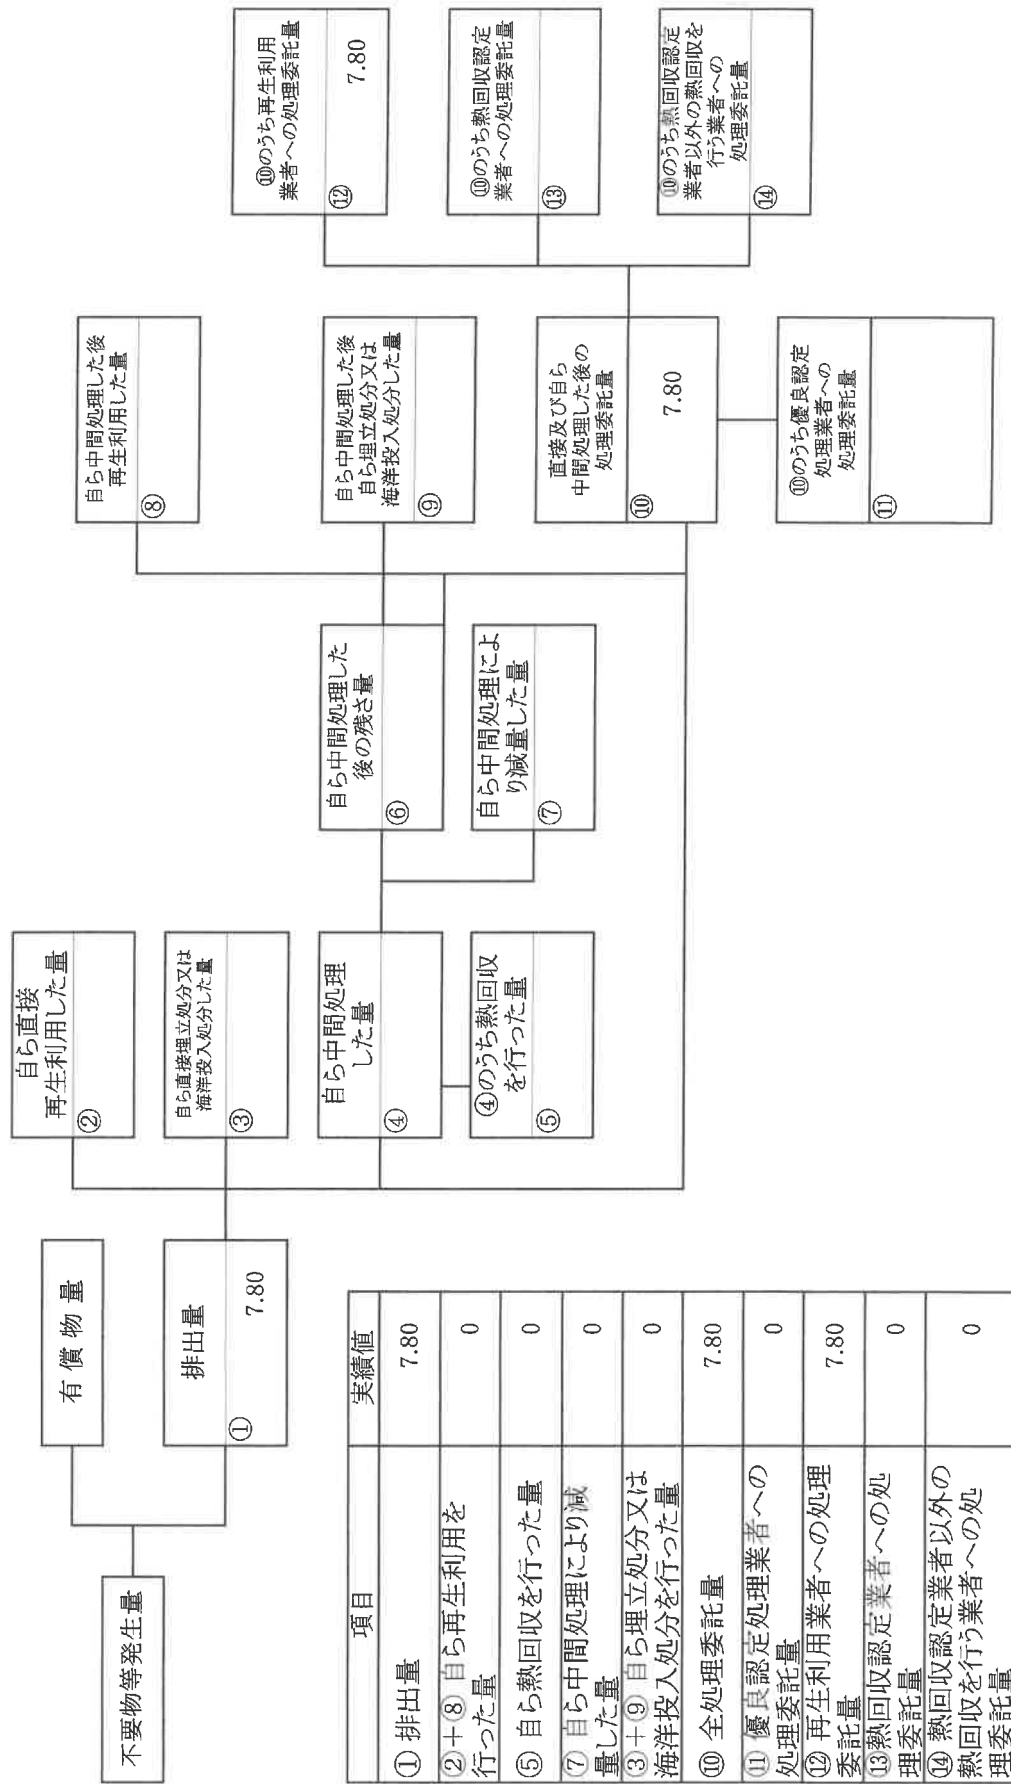 不要物等発生量
有償物量
排出量
①
7.80
自ら直接
再生利用した量
②
自ら直接埋立処分又は
海洋投入処分した量
③
自ら中間処理
した量
④
④のうち熱回収
を行った量
⑤
自ら中間処理した
後の残さ量
⑥
自ら中間処理によ
り減量した量
⑦
自ら中間処理した後
再生利用した量
⑧
自ら中間処理した後
自ら埋立処分又は
海洋投入処分した量
⑨
直接及び自ら
中間処理した後の
処理委託量
⑩
7.80
⑩のうち優良認定
処理業者への
処理委託量
⑪
⑩のうち再生利用
業者への処理委託量
⑫
7.80
⑩のうち熱回収認定
業者への処理委託量
⑬
⑩のうち熱回収認定
業者以外の熱回収を
行う業者への
処理委託量
⑭
項目 実績値
①排出量 7.80
②+⑧自ら再生利用を
行った量 0
⑤自ら熱回収を行った量 0
⑦自ら中間処理により減
量した量 0
③+⑨自ら埋立処分又は
海洋投入処分を行った量 0
⑩全処理委託量 7.80
⑪優良認定処理業者への
処理委託量 0
⑫再生利用業者への処理
委託量 7.80
⑬熱回収認定業者への処
理委託量 0
⑭熱回収認定業者以外の
熱回収を行う業者への処
理委託量 0